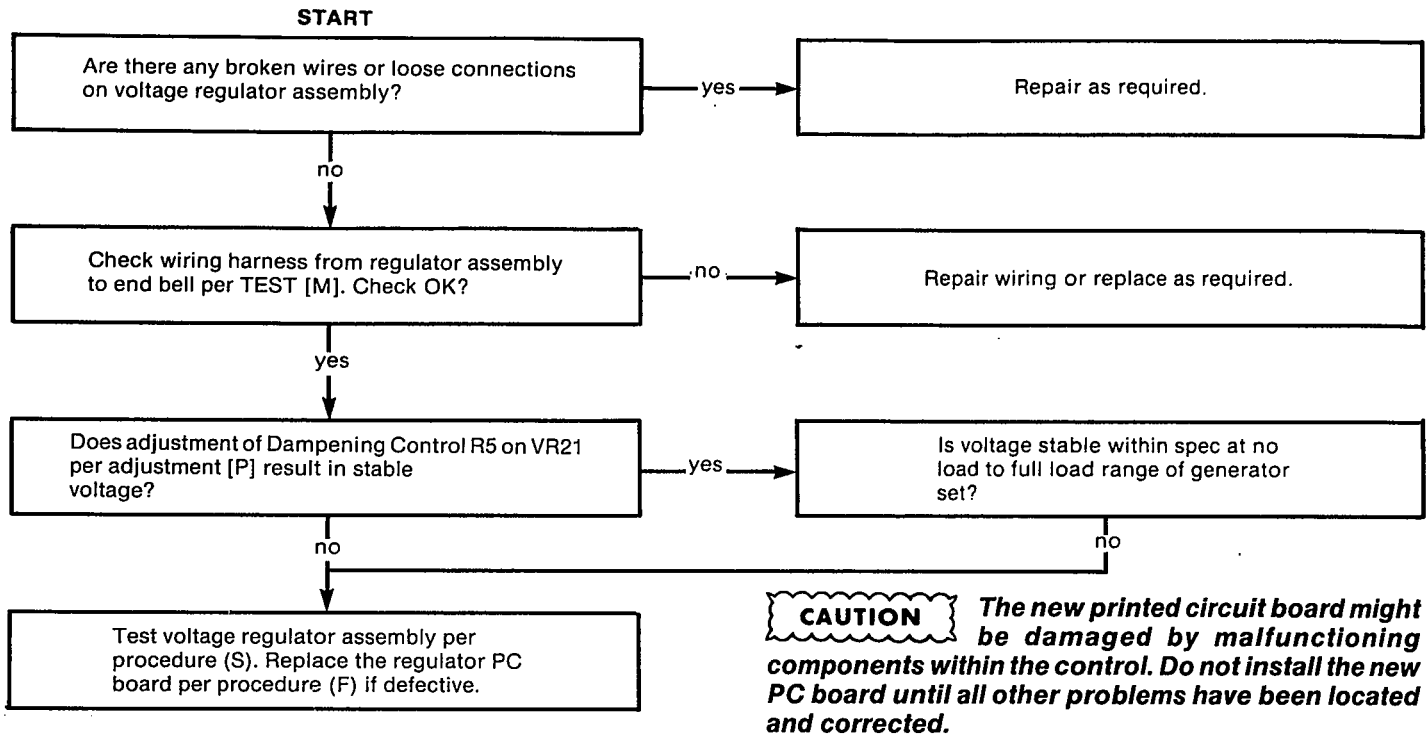 START
Are there any broken wires or loose connections
on voltage regulator assembly?
yes
Repair as required.
no
Check wiring harness from regulator assembly
to end bell per TEST [M]. Check OK?
no
Repair wiring or replace as required.
yes
Does adjustment of Dampening Control R5 on VR21
per adjustment [P] result in stable
voltage?
yes
Is voltage stable within spec at no
load to full load range of generator
set?
no
no
Test voltage regulator assembly per
procedure (S). Replace the regulator PC
board per procedure (F) if defective.
CAUTION The new printed circuit board might
be damaged by malfunctioning
components within the control. Do not install the new
PC board until all other problems have been located
and corrected.